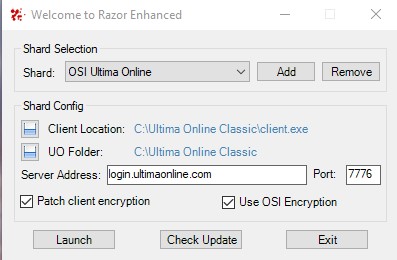 Welcome to Razor Enhanced
Shard Selection
Shard: OSI Ultima Online Add Remove
Shard Config
Client Location: C:\Ultima Online Classic\client.exe
UO Folder: C:\Ultima Online Classic
Server Address: login.ultimaonline.com Port: 7776
Patch client encryption Use OSI Encryption
Launch Check Update Exit